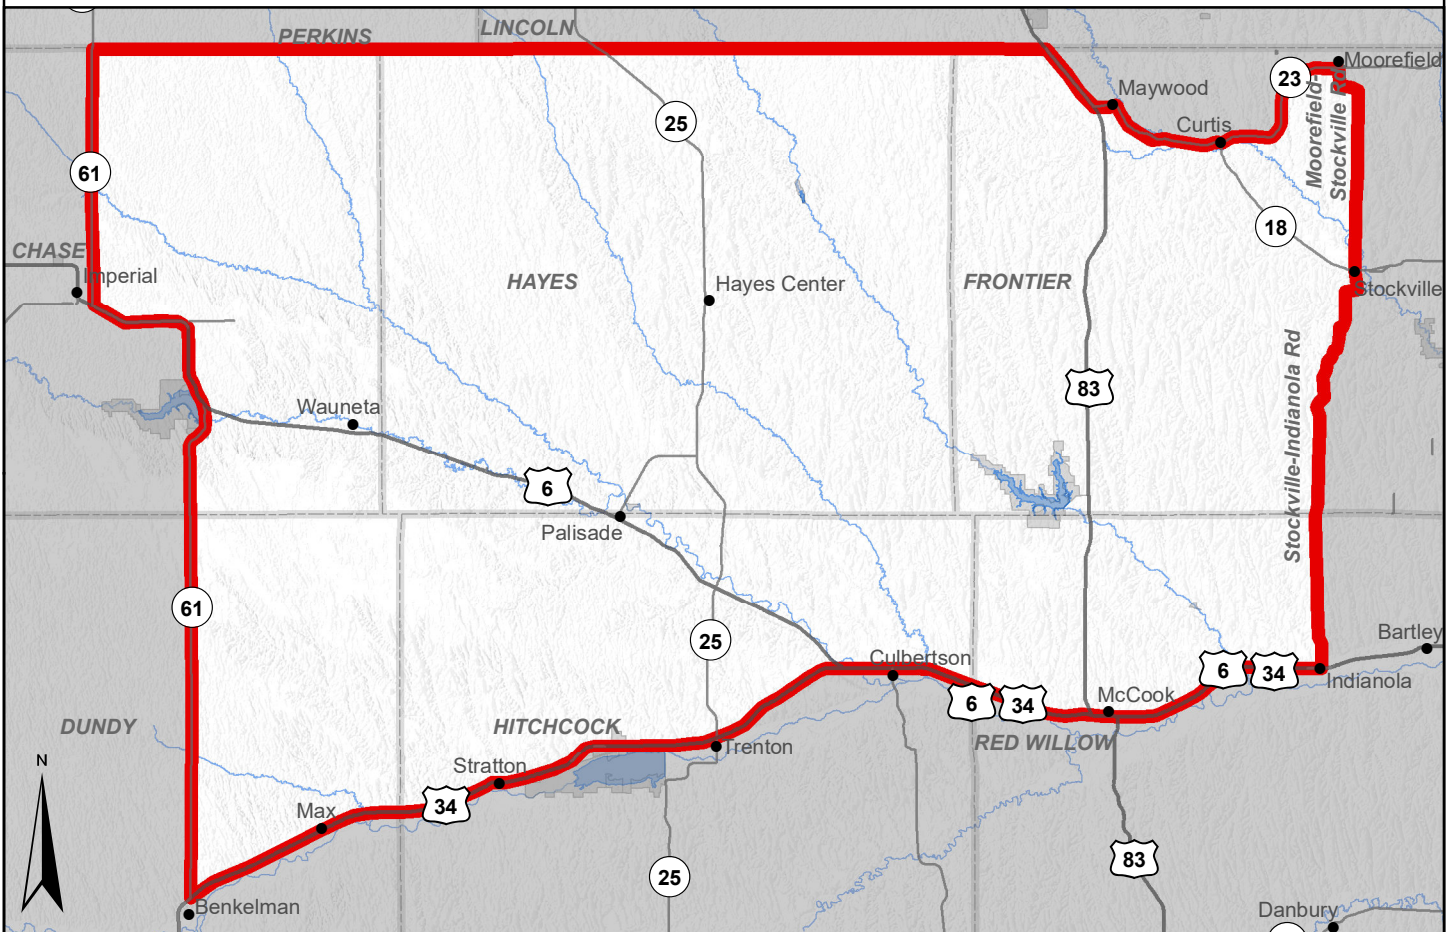 PERKINS
LINCOLN
Moorefield
23
Maywood
Moorefield-
Stockville Rd
25
Curtis
61
18
CHASE
Imperial
HAYES
Hayes Center
FRONTIER
Stockville
83
Stockville-Indianola Rd
Wauneta
6
Palisade
61
25
Bartley
Culbertson
6
34
Indianola
6
34
McCook
DUNDY
HITCHCOCK
RED WILLOW
Trenton
N
Stratton
34
Max
83
25
Benkelman
Danbury